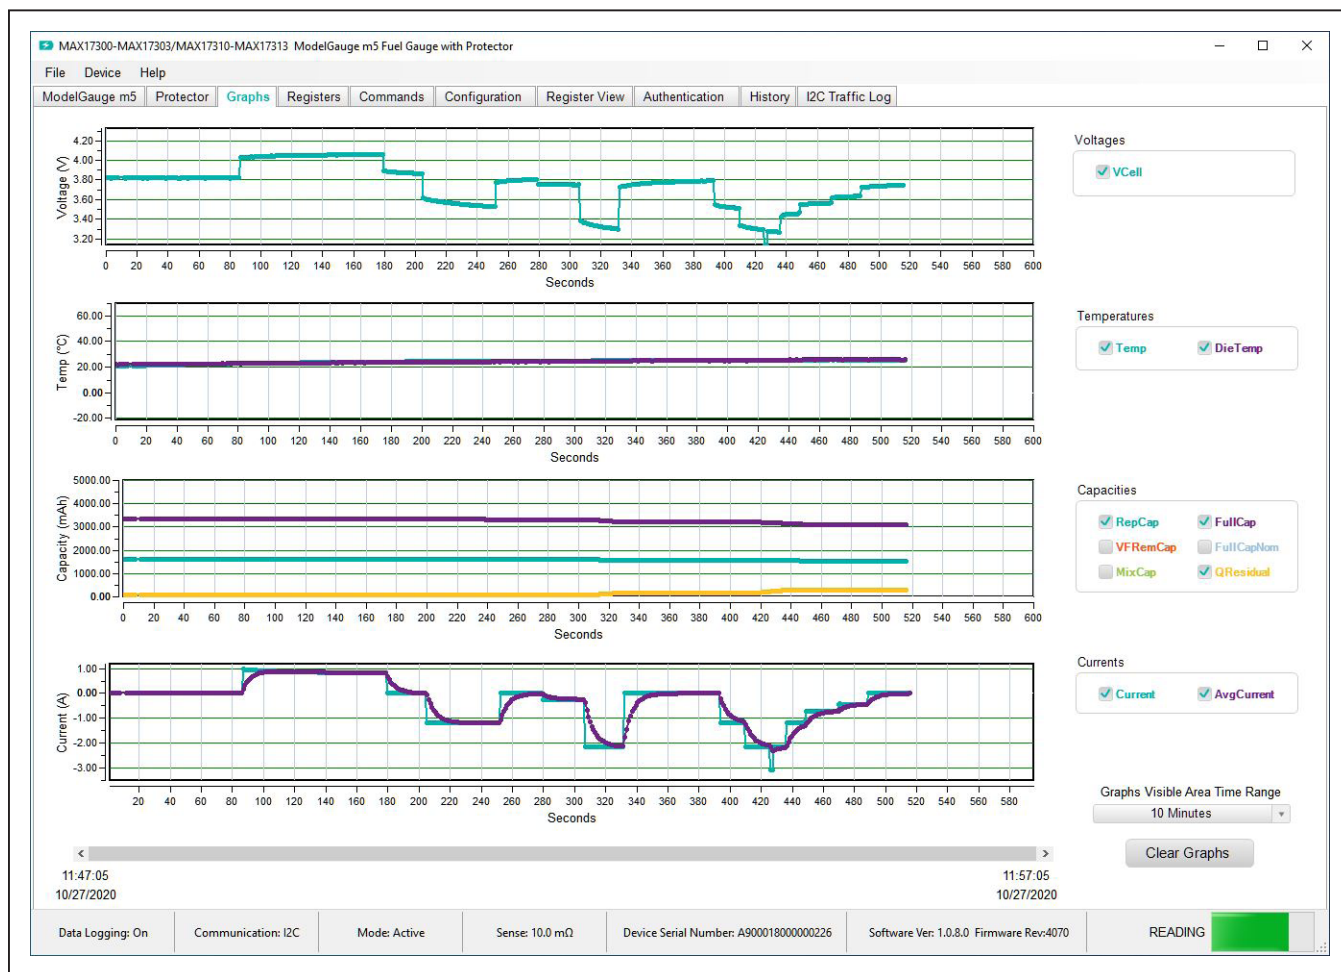 MAX17300-MAX17303/MAX17310-MAX17313 ModelGauge m5 Fuel Gauge with Protector
File Device Help
ModelGauge m5 Protector Graphs Registers Commands Configuration Register View Authentication History I2C Traffic Log
Voltage (V)
4.20
4.00
3.80
3.60
3.40
3.20
0 20 40 60 80 100 120 140 160 180 200 220 240 260 280 300 320 340 360 380 400 420 440 460 480 500 520 540 560 580 600
Seconds
Voltages
VCell
Temp (°C)
60.00
40.00
20.00
0.00
-20.00
0 20 40 60 80 100 120 140 160 180 200 220 240 260 280 300 320 340 360 380 400 420 440 460 480 500 520 540 560 580 600
Seconds
Temperatures
Temp DieTemp
Capacity (mAh)
5000.00
4000.00
3000.00
2000.00
1000.00
0.00
0 20 40 60 80 100 120 140 160 180 200 220 240 260 280 300 320 340 360 380 400 420 440 460 480 500 520 540 560 580 600
Seconds
Capacities
RepCap FullCap
VFRemCap FullCapNom
MixCap QResidual
Current (A)
1.00
0.00
-1.00
-2.00
-3.00
20 40 60 80 100 120 140 160 180 200 220 240 260 280 300 320 340 360 380 400 420 440 460 480 500 520 540 560 580
Seconds
Currents
Current AvgCurrent
Graphs Visible Area Time Range
10 Minutes
Clear Graphs
11:47:05
10/27/2020
11:57:05
10/27/2020
Data Logging: On Communication: I2C Mode: Active Sense: 10.0 mΩ Device Serial Number: A900018000000226 Software Ver: 1.0.8.0 Firmware Rev:4070 READING